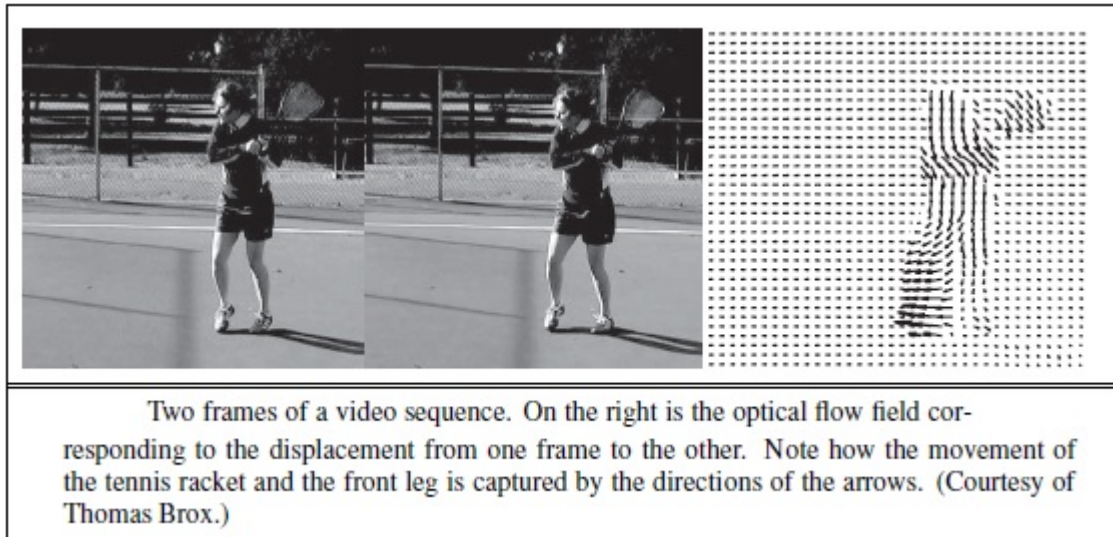 Two frames of a video sequence. On the right is the optical flow field cor-
responding to the displacement from one frame to the other. Note how the movement of
the tennis racket and the front leg is captured by the directions of the arrows. (Courtesy of
Thomas Brox.)